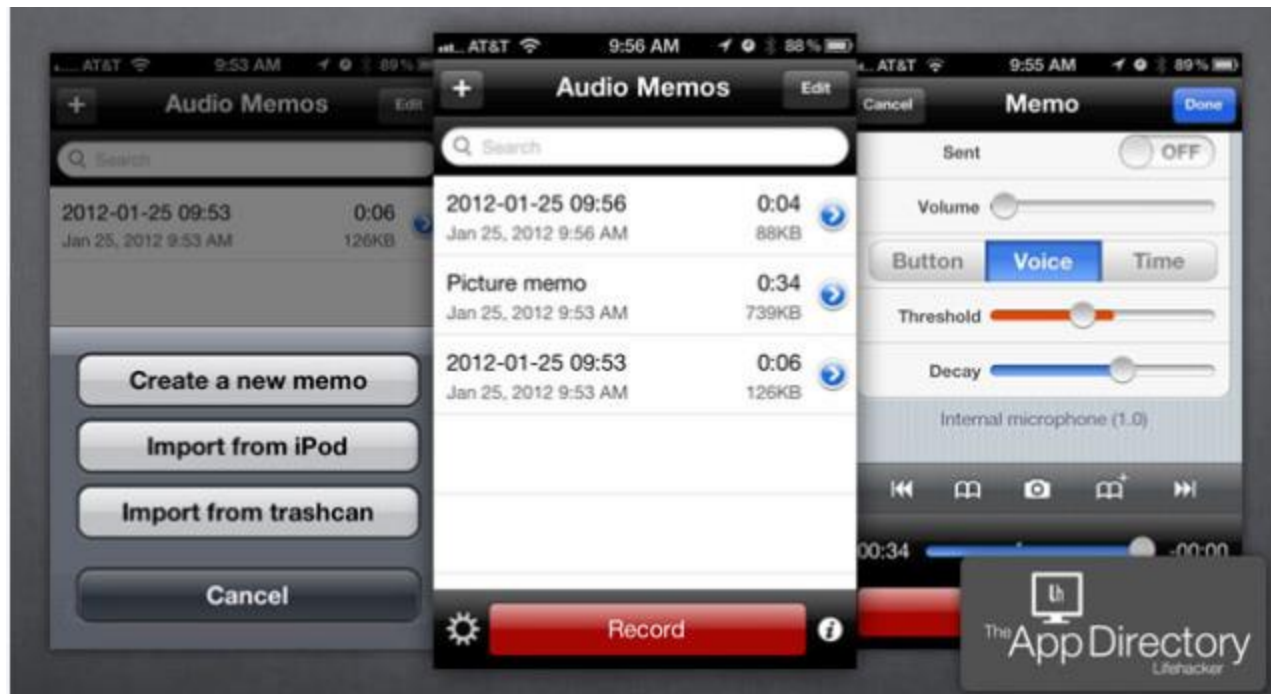 AT&T 9:53 AM 89%
+ Audio Memos Edit
Search
2012-01-25 09:53 0:06
Jan 25, 2012 9:53 AM 126KB
Create a new memo
Import from iPod
Import from trashcan
Cancel
AT&T 9:56 AM 88%
+ Audio Memos Edit
Search
2012-01-25 09:56 0:04
Jan 25, 2012 9:56 AM 88KB
Picture memo 0:34
Jan 25, 2012 9:53 AM 739KB
2012-01-25 09:53 0:06
Jan 25, 2012 9:53 AM 126KB
Record
AT&T 9:55 AM 89%
Cancel Memo Done
Sent OFF
Volume
Button Voice Time
Threshold
Decay
Internal microphone (1.0)
00:34 -00:00
lh
The App Directory
Lifehacker